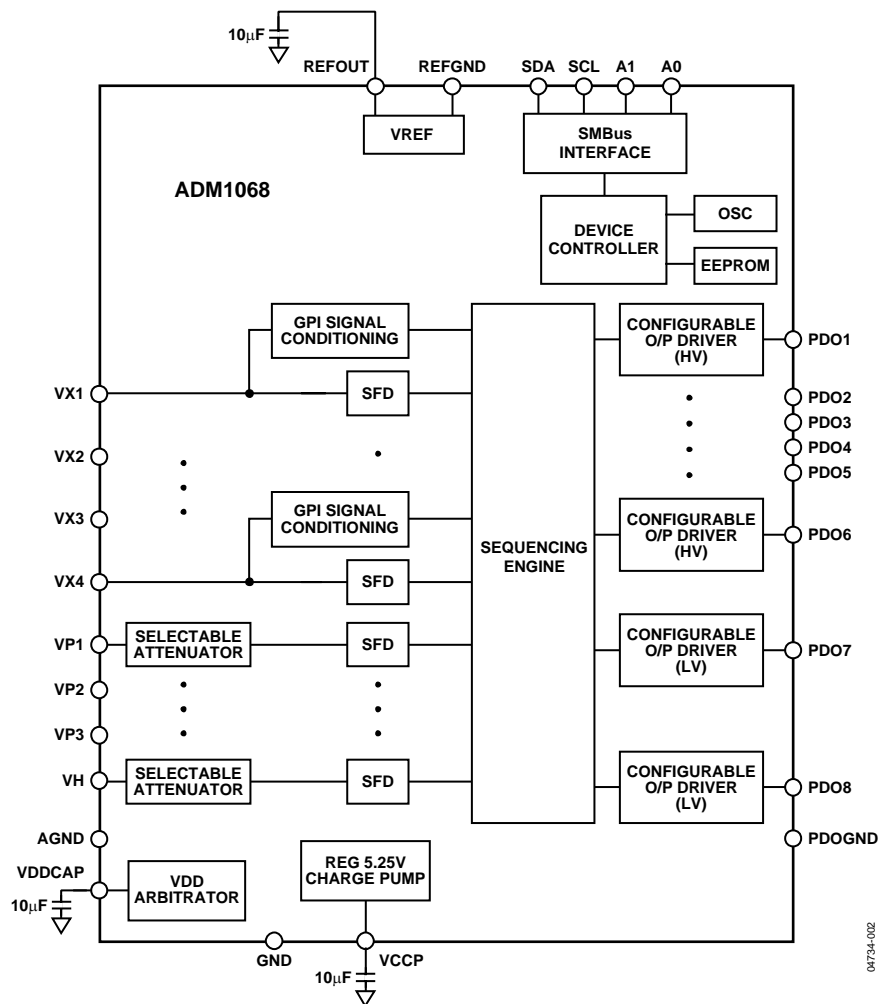 10µF
REFOUT
REFGND
SDA
SCL
A1
A0
VREF
SMBus
INTERFACE
ADM1068
DEVICE
CONTROLLER
OSC
EEPROM
GPI SIGNAL
CONDITIONING
CONFIGURABLE
O/P DRIVER
(HV)
PDO1
VX1
SFD
PDO2
PDO3
PDO4
PDO5
VX2
VX3
GPI SIGNAL
CONDITIONING
SEQUENCING
ENGINE
CONFIGURABLE
O/P DRIVER
(HV)
PDO6
VX4
SFD
VP1
SELECTABLE
ATTENUATOR
SFD
CONFIGURABLE
O/P DRIVER
(LV)
PDO7
VP2
VP3
VH
SELECTABLE
ATTENUATOR
SFD
CONFIGURABLE
O/P DRIVER
(LV)
PDO8
AGND
PDOGND
VDDCAP
10µF
VDD
ARBITRATOR
REG 5.25V
CHARGE PUMP
GND
VCCP
10µF
04734-002